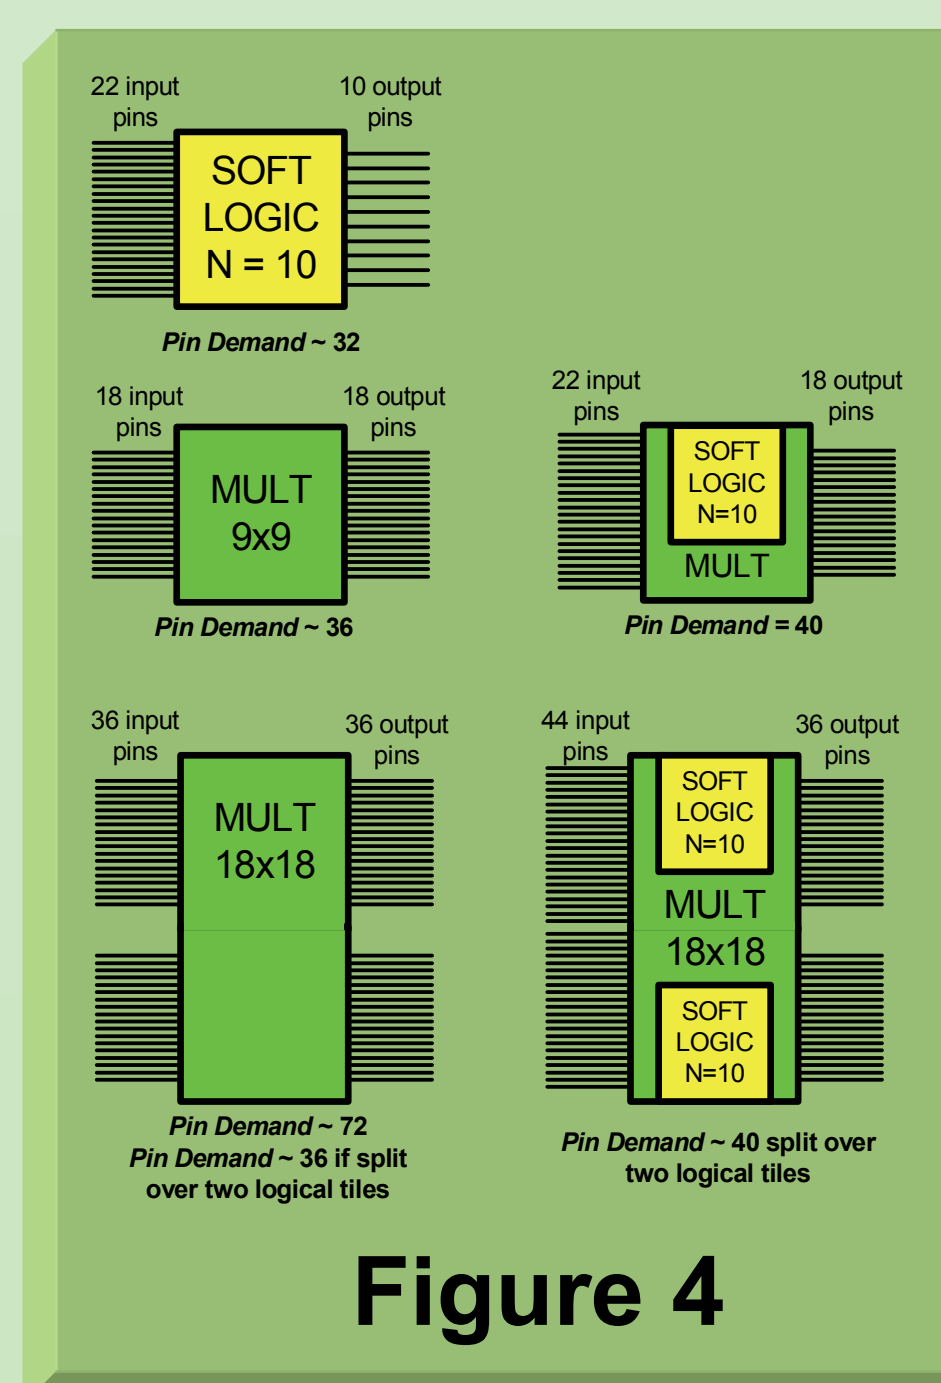 22 input
pins
10 output
pins
SOFT
LOGIC
N = 10
Pin Demand ~ 32
18 input
pins
18 output
pins
MULT
9x9
Pin Demand ~ 36
22 input
pins
18 output
pins
SOFT
LOGIC
N=10
MULT
Pin Demand = 40
36 input
pins
36 output
pins
MULT
18x18
Pin Demand ~ 72
Pin Demand ~ 36 if split
over two logical tiles
44 input
pins
36 output
pins
SOFT
LOGIC
N=10
MULT
18x18
SOFT
LOGIC
N=10
Pin Demand ~ 40 split over
two logical tiles
Figure 4